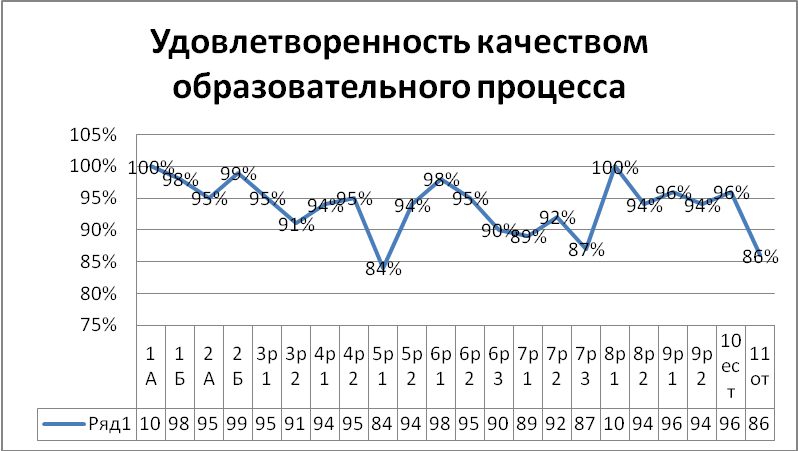 Удовлетворенность качеством
образовательного процесса
105%
100%
95%
90%
85%
80%
75%
100% 98% 95% 99% 95% 91% 94% 95% 84% 94% 98% 95% 90% 89% 92% 87% 100% 94% 96% 94% 96% 86%
1 А 1 Б 2 А 2 Б 3р 1 3р 2 4р 1 4р 2 5р 1 5р 2 6р 1 6р 2 6р 3 7р 1 7р 2 7р 3 8р 1 8р 2 9р 1 9р 2 10 ес т 11 от
Ряд1 10 98 95 99 95 91 94 95 84 94 98 95 90 89 92 87 10 94 96 94 96 86